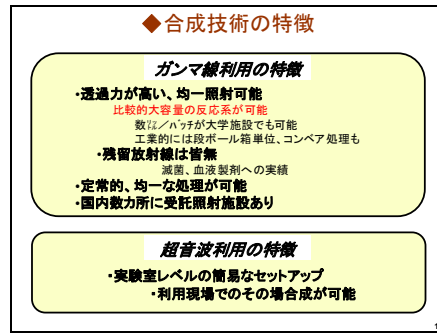 ◆合成技術の特徴
ガンマ線利用の特徴
・透過力が高い、均一照射可能
比較的大容量の反応系が可能
数㍑／バッチが大学施設でも可能
工業的には段ボール箱単位、コンベア処理も
・残留放射線は皆無
滅菌、血液製剤への実績
・定常的、均一な処理が可能
・国内数カ所に受託照射施設あり
超音波利用の特徴
・実験室レベルの簡易なセットアップ
・利用現場でのその場合成が可能